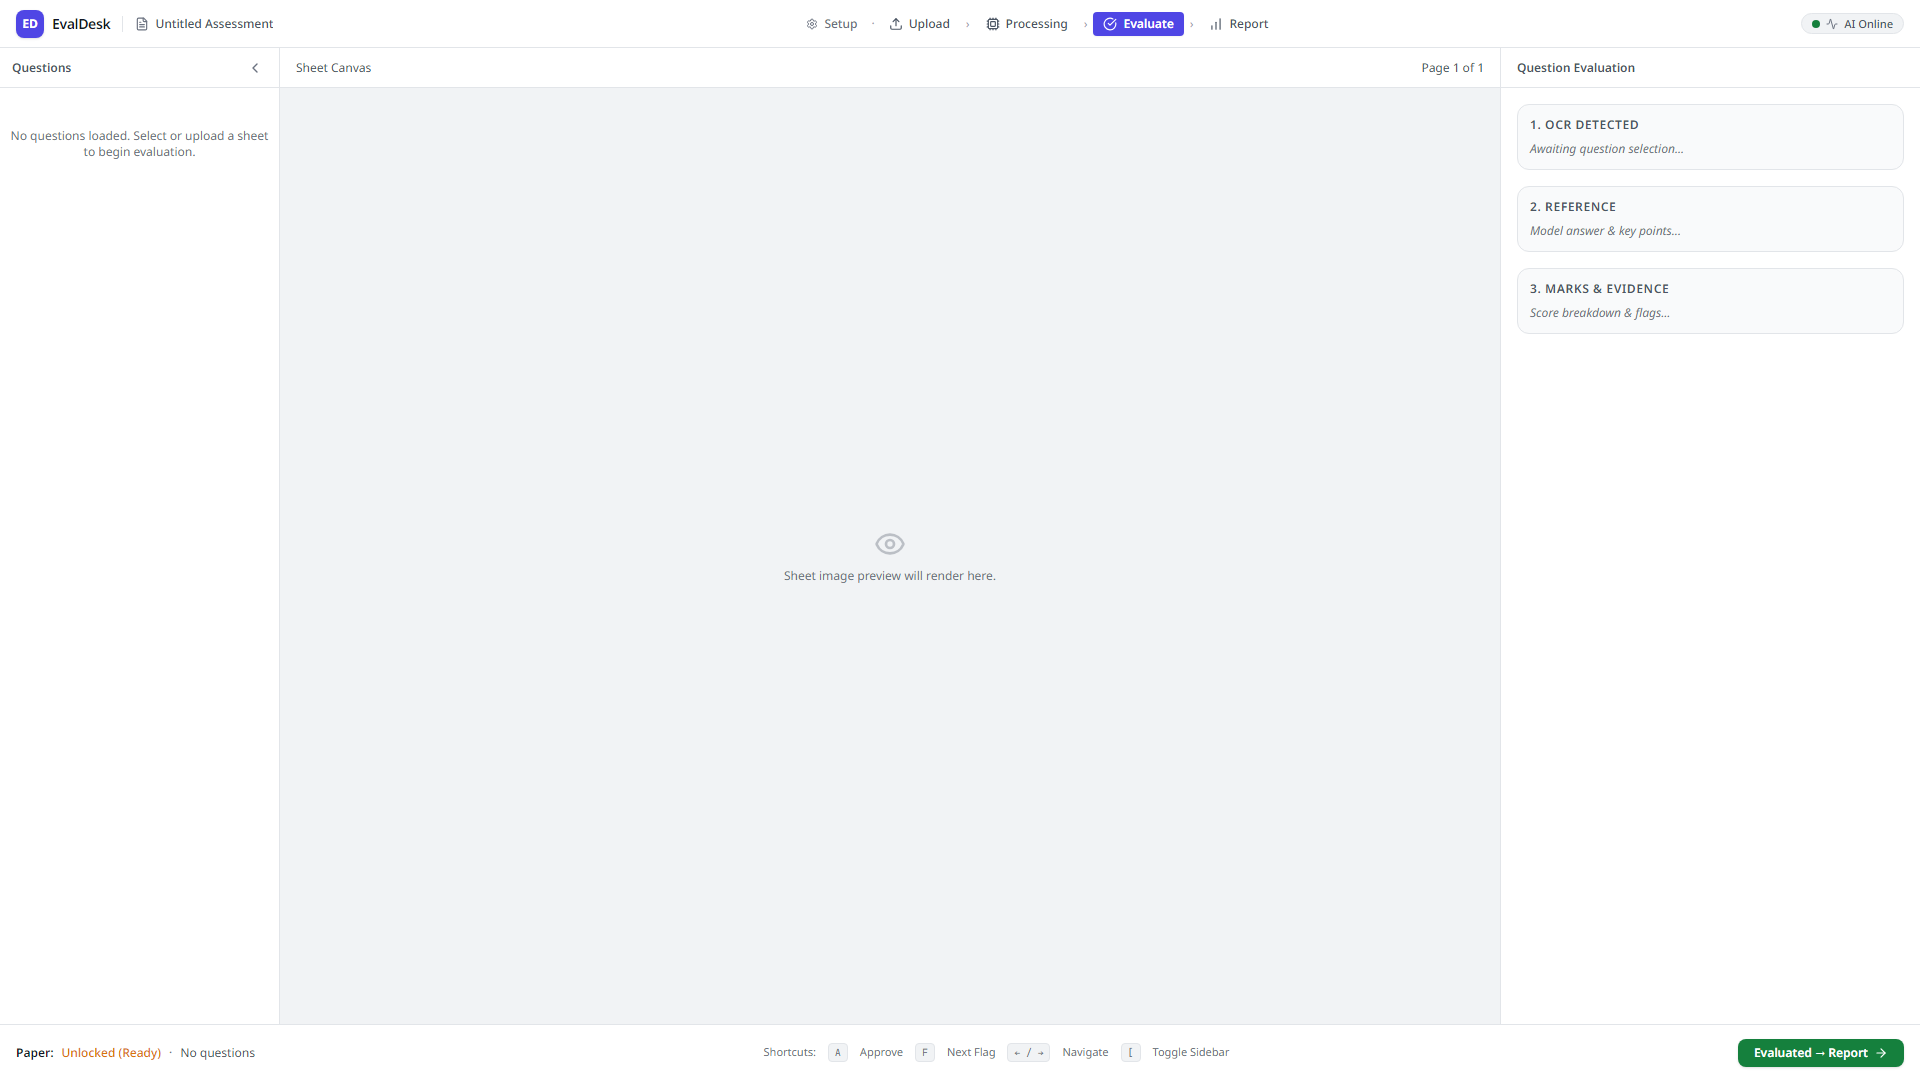 ED EvalDesk Untitled Assessment Setup · Upload › Processing › Evaluate › Report AI Online
Questions
Sheet Canvas Page 1 of 1
Question Evaluation
No questions loaded. Select or upload a sheet
to begin evaluation.
Sheet image preview will render here.
1. OCR DETECTED
Awaiting question selection...
2. REFERENCE
Model answer & key points...
3. MARKS & EVIDENCE
Score breakdown & flags...
Paper: Unlocked (Ready) · No questions
Shortcuts: A Approve F Next Flag ← / → Navigate [ Toggle Sidebar
Evaluated → Report →